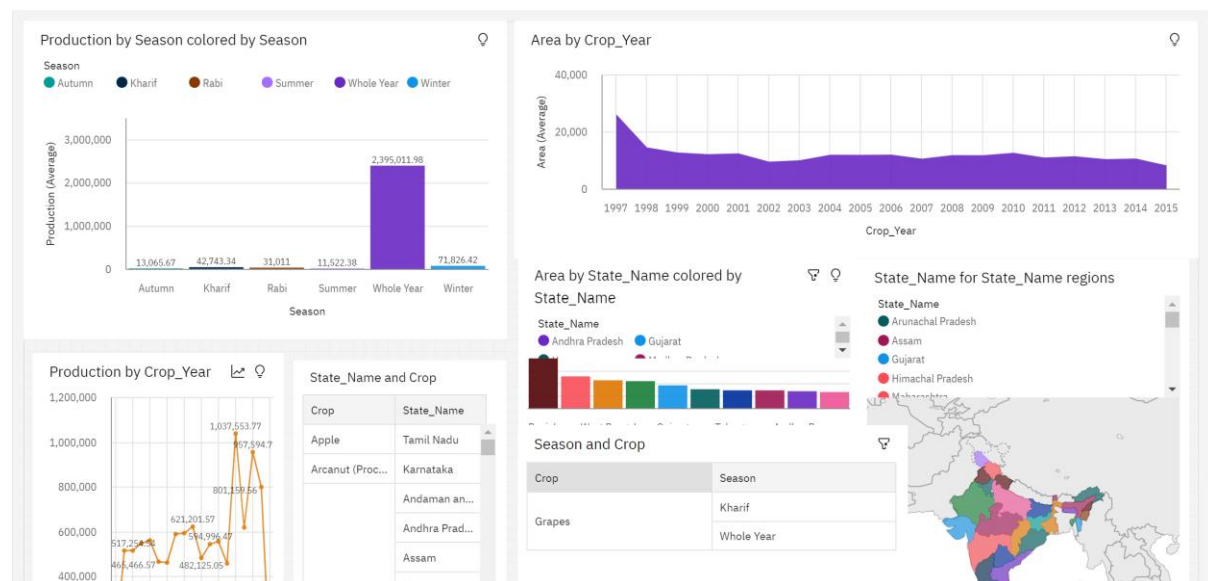 Production by Season colored by Season
Season
Autumn Kharif Rabi Summer Whole Year Winter
Production (Average)
3,000,000
2,000,000
1,000,000
0
2,395,011.98
13,065.67 42,743.34 31,011 11,522.38 71,826.42
Autumn Kharif Rabi Summer Whole Year Winter
Season
Area by Crop_Year
Area (Average)
40,000
20,000
0
1997 1998 1999 2000 2001 2002 2003 2004 2005 2006 2007 2008 2009 2010 2011 2012 2013 2014 2015
Crop_Year
Area by State_Name colored by
State_Name
State_Name
Andhra Pradesh Gujarat
State_Name for State_Name regions
State_Name
Arunachal Pradesh
Assam
Gujarat
Himachal Pradesh
Maharashtra
Production by Crop_Year
1,200,000
1,000,000
800,000
600,000
400,000
1,037,553.77
957,594.7
801,159.56
621,201.57
594,996.47
465,466.57 482,125.05
State_Name and Crop
Crop State_Name
Apple Tamil Nadu
Arcanut (Proc... Karnataka
Andaman an...
Andhra Prad...
Assam
Season and Crop
Crop Season
Grapes Kharif
Whole Year